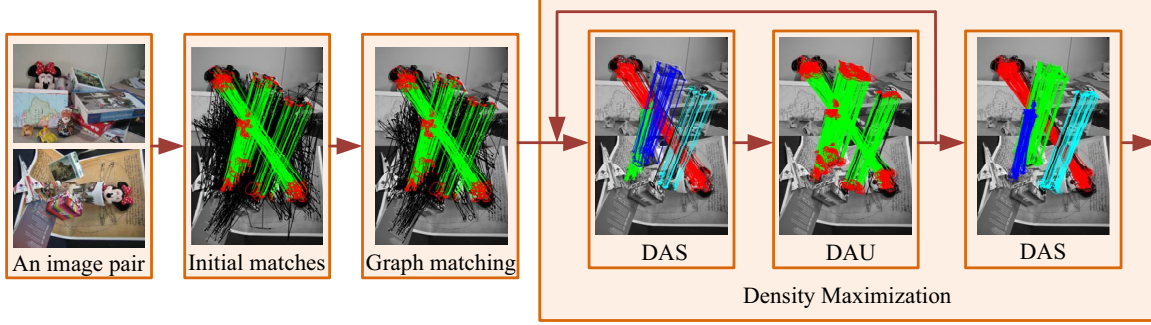 An image pair
Initial matches
Graph matching
DAS
DAU
DAS
Density Maximization